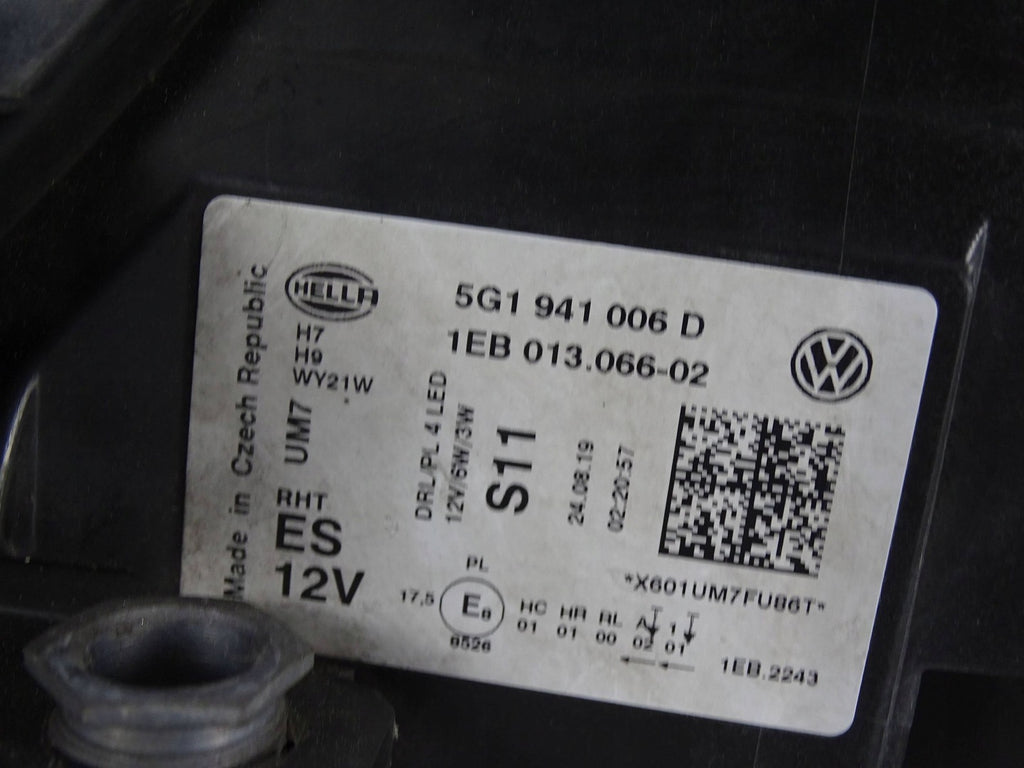 HELLA
5G1 941 006 D
1EB 013.066-02
Made in Czech Republic
H7
H9
WY21W
UM7
RHT
ES
12V
DRL/PL 4 LED
12V/6W/3W
S11
24.08.19
02:20:57
*X601UM7FU86T*
PL
17,5
E8
6526
HC HR RL A 1
01 01 00 02 01
1EB.2243